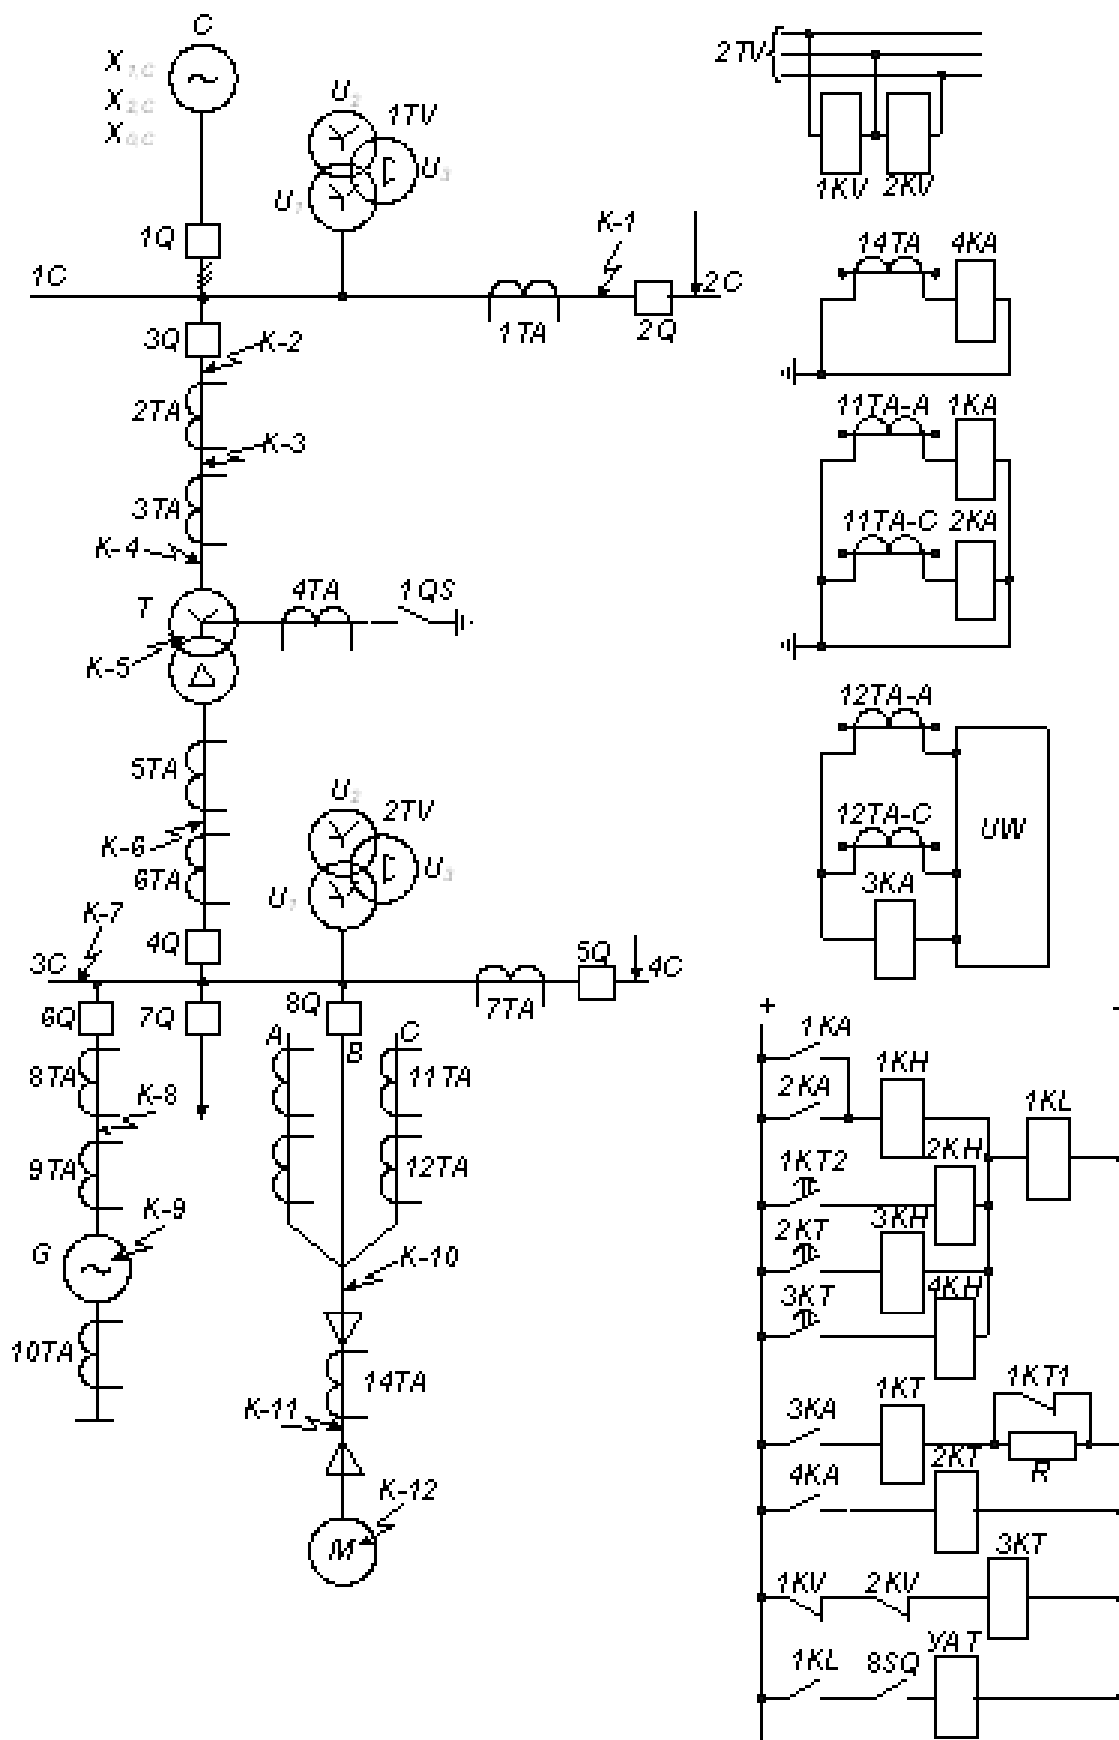 C
X1,C
X2,C
X0,C
U2
1TV
U3
U1
1Q
K-1
1C
2C
1TA
2Q
3Q
K-2
2TA
K-3
3TA
K-4
T
4TA
1QS
K-5
5TA
U2
2TV
K-6
6TA
U3
U1
K-7
4Q
5Q
3C
4C
7TA
6Q
7Q
8Q
A
B
C
8TA
11TA
K-8
9TA
12TA
K-9
G
K-10
10TA
14TA
K-11
K-12
M
2TV
1KV
2KV
14TA
4KA
11TA-A
1KA
11TA-C
2KA
12TA-A
12TA-C
UW
3KA
+
-
1KA
1KH
2KA
1KL
2KH
1KT2
3KH
2KT
4KH
3KT
1KT
1KT1
3KA
R
2KT
4KA
3KT
1KV
2KV
УАТ
1KL
8SQ